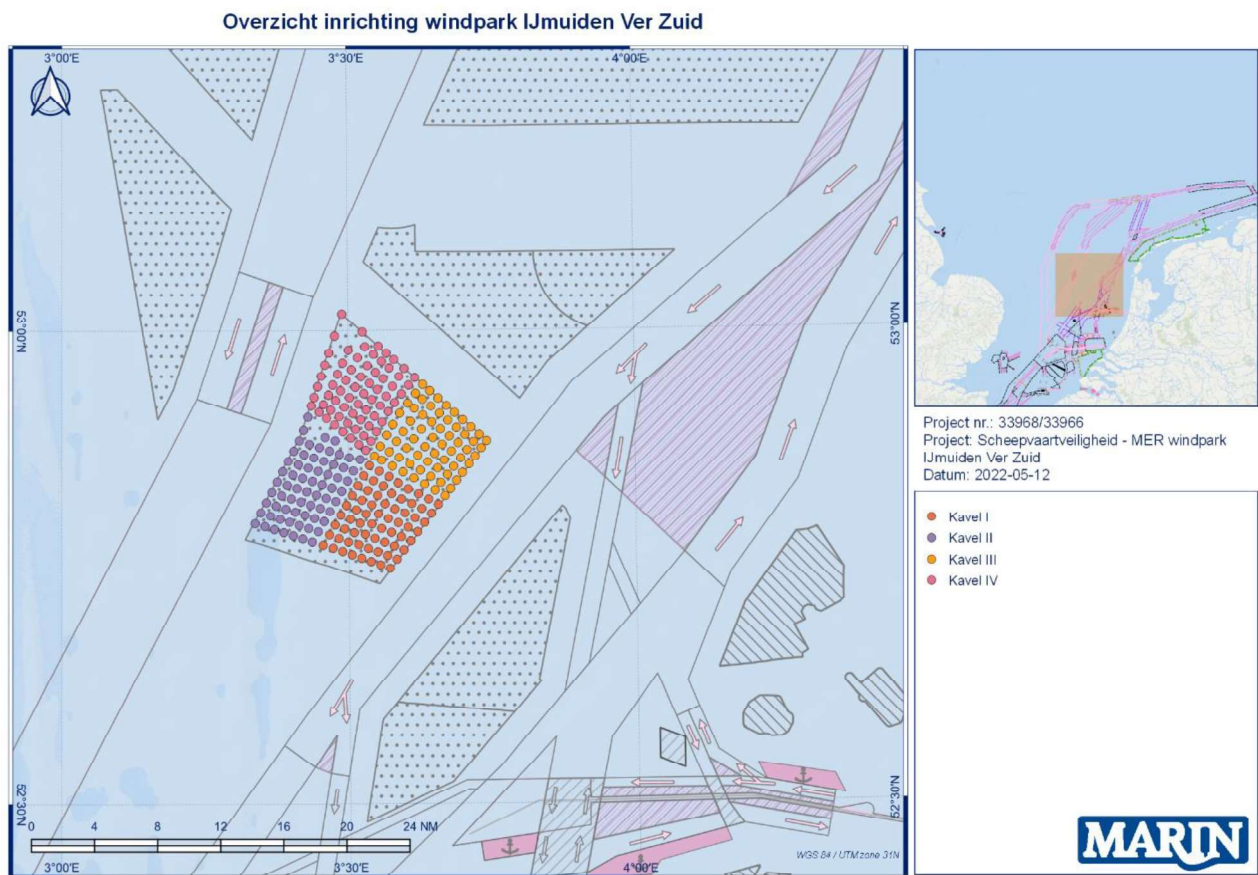 Overzicht inrichting windpark IJmuiden Ver Zuid
3°00'E
3°30'E
4°00'E
53°00'N
53°00'N
52°30'N
52°30'N
0 4 8 12 16 20 24 NM
WGS 84 / UTM zone 31N
3°00'E
3°30'E
4°00'E
Project nr.: 33968/33966
Project: Scheepvaartveiligheid - MER windpark
IJmuiden Ver Zuid
Datum: 2022-05-12
Kavel I
Kavel II
Kavel III
Kavel IV
MARIN